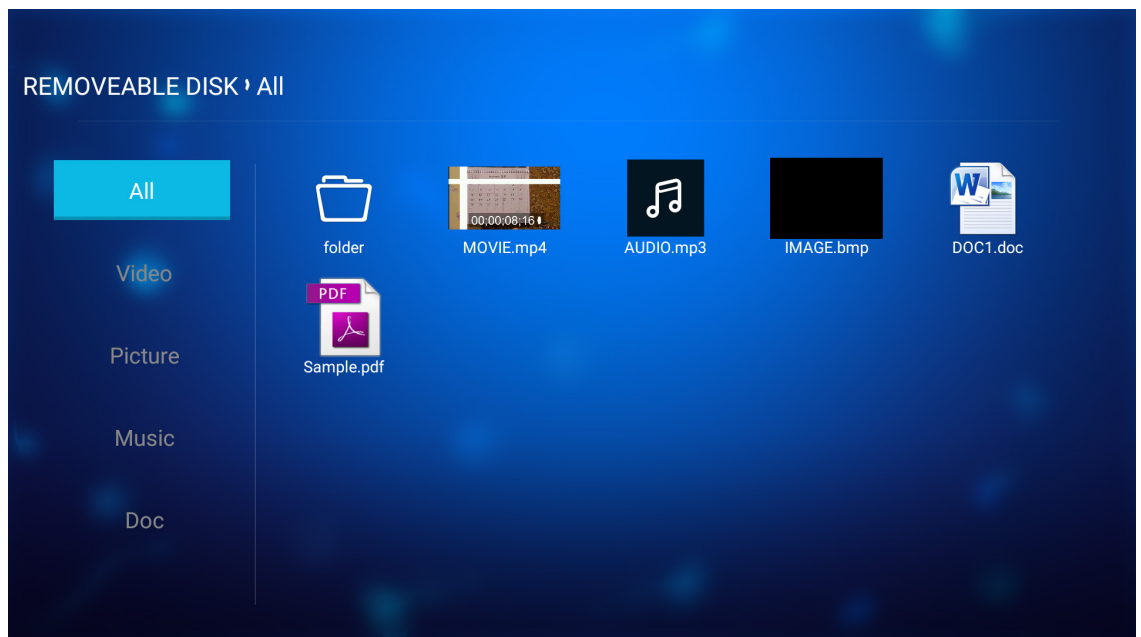 REMOVEABLE DISK All
All
Video
Picture
Music
Doc
folder
00;00;08;16
MOVIE.mp4
AUDIO.mp3
IMAGE.bmp
W
DOC1.doc
PDF
Sample.pdf